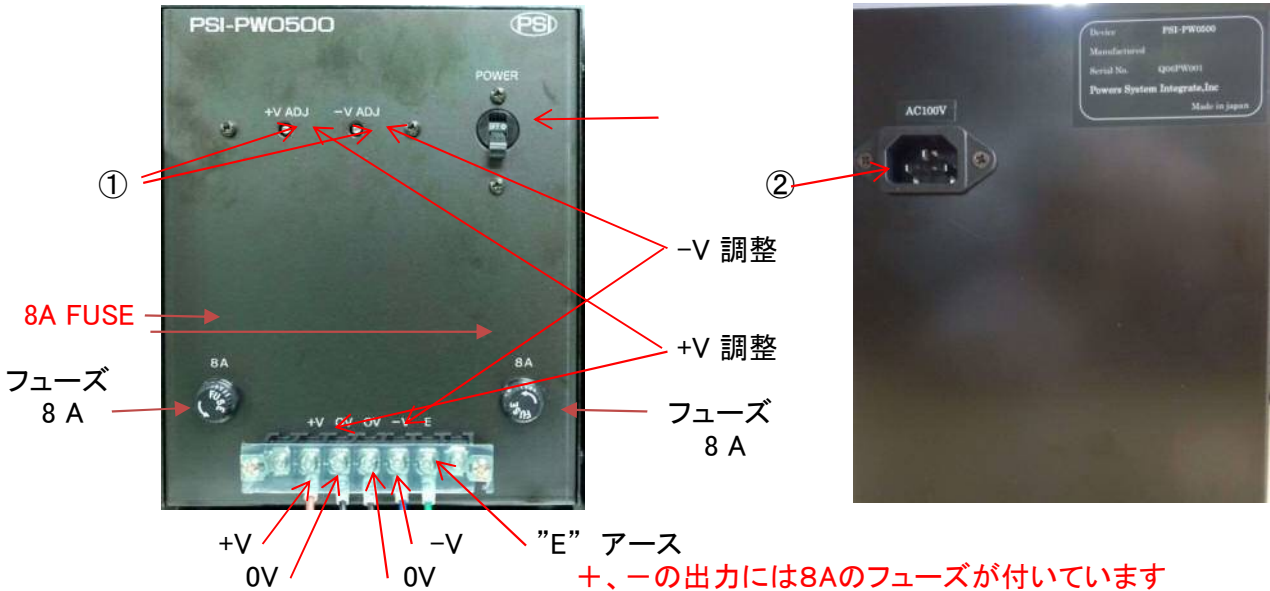 PSI-PW0500
PSI
POWER
+V ADJ
−V ADJ
①
−V 調整
8A FUSE
+V 調整
8A
8A
フューズ
8 A
フューズ
8 A
+V 0V 0V −V E
+V
−V
"E" アース
0V
0V
+、−の出力には8Aのフューズが付いています
Device PSI-PW0500
Manufactured
Serial No. Q06PW001
Powers System Integrate,Inc
Made in japan
AC100V
②